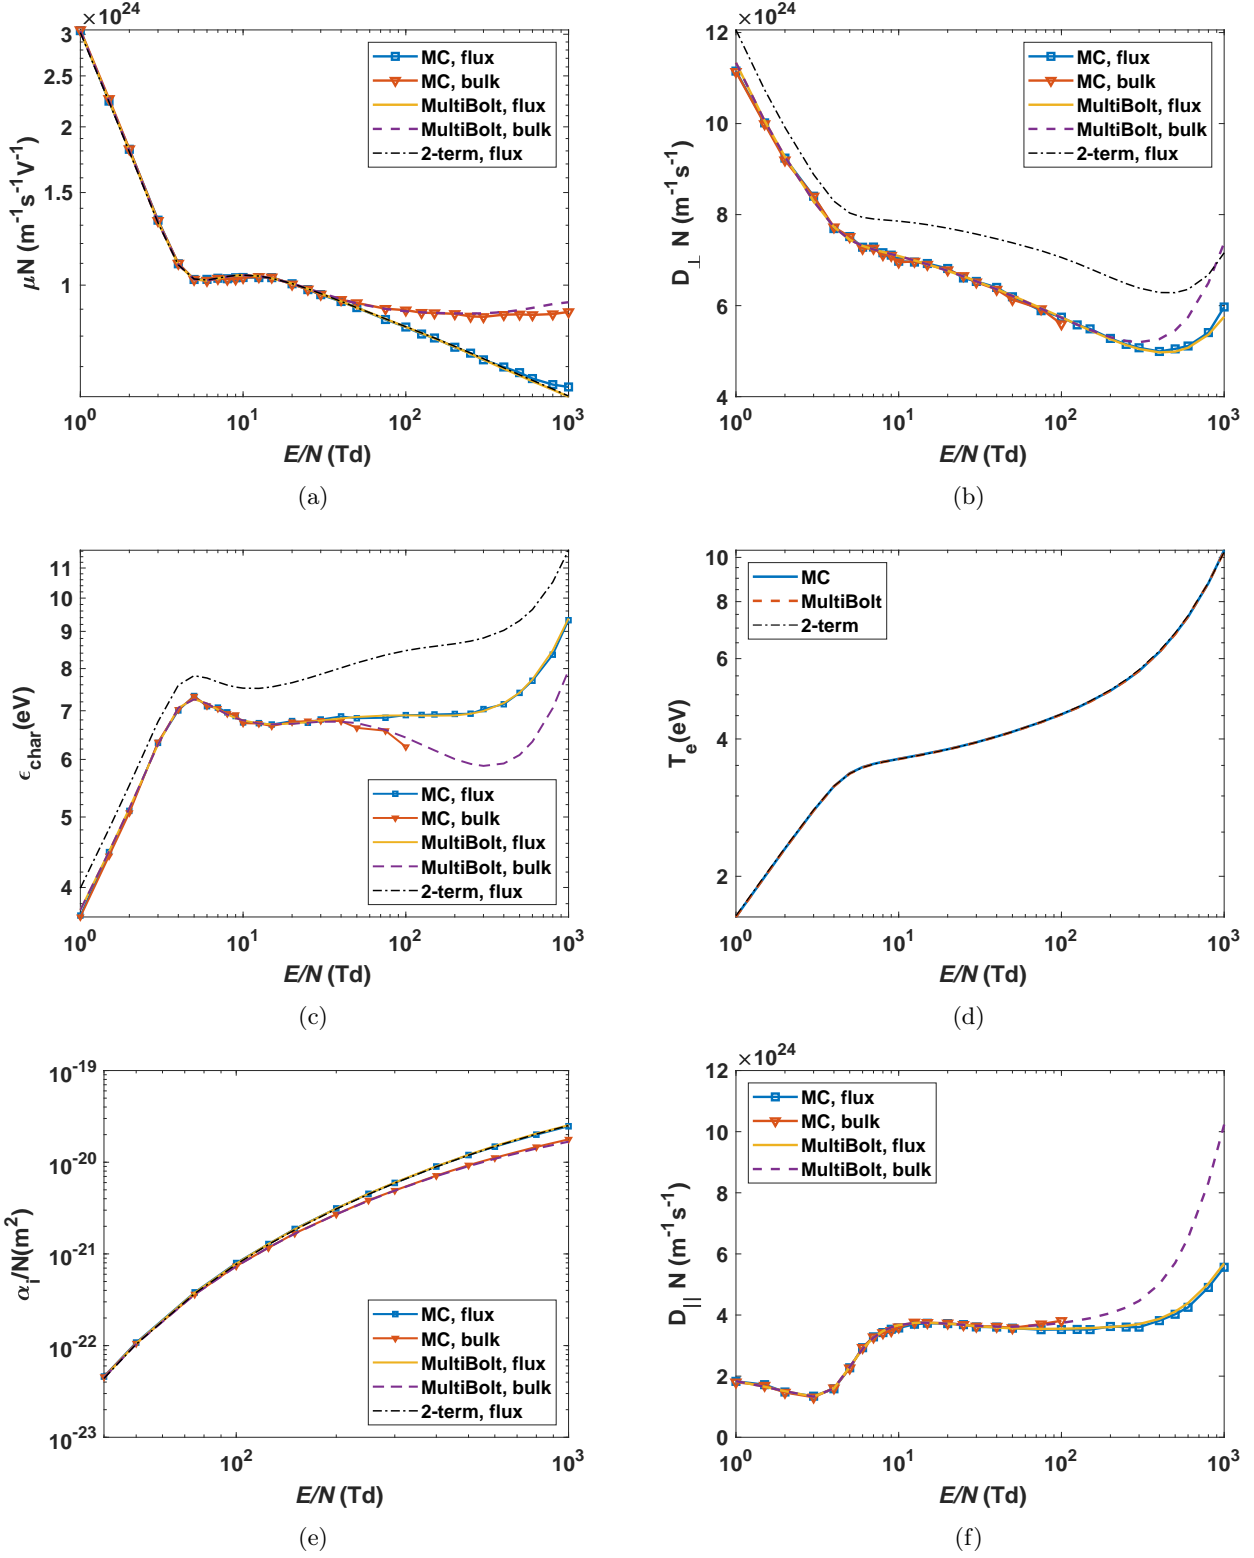 ×10^24
3
2.5
2
1.5
1
μN (m^-1s^-1V^-1)
MC, flux
MC, bulk
MultiBolt, flux
MultiBolt, bulk
2-term, flux
10^0
10^1
10^2
10^3
E/N (Td)
(a)
×10^24
12
10
8
6
4
D_⊥ N (m^-1s^-1)
MC, flux
MC, bulk
MultiBolt, flux
MultiBolt, bulk
2-term, flux
10^0
10^1
10^2
10^3
E/N (Td)
(b)
11
10
9
8
7
6
5
4
ϵ_char(eV)
MC, flux
MC, bulk
MultiBolt, flux
MultiBolt, bulk
2-term, flux
10^0
10^1
10^2
10^3
E/N (Td)
(c)
10
8
6
4
2
T_e(eV)
MC
MultiBolt
2-term
10^0
10^1
10^2
10^3
E/N (Td)
(d)
10^-19
10^-20
10^-21
10^-22
10^-23
α_i/N(m^2)
MC, flux
MC, bulk
MultiBolt, flux
MultiBolt, bulk
2-term, flux
10^2
10^3
E/N (Td)
(e)
×10^24
12
10
8
6
4
2
0
D_|| N (m^-1s^-1)
MC, flux
MC, bulk
MultiBolt, flux
MultiBolt, bulk
10^0
10^1
10^2
10^3
E/N (Td)
(f)